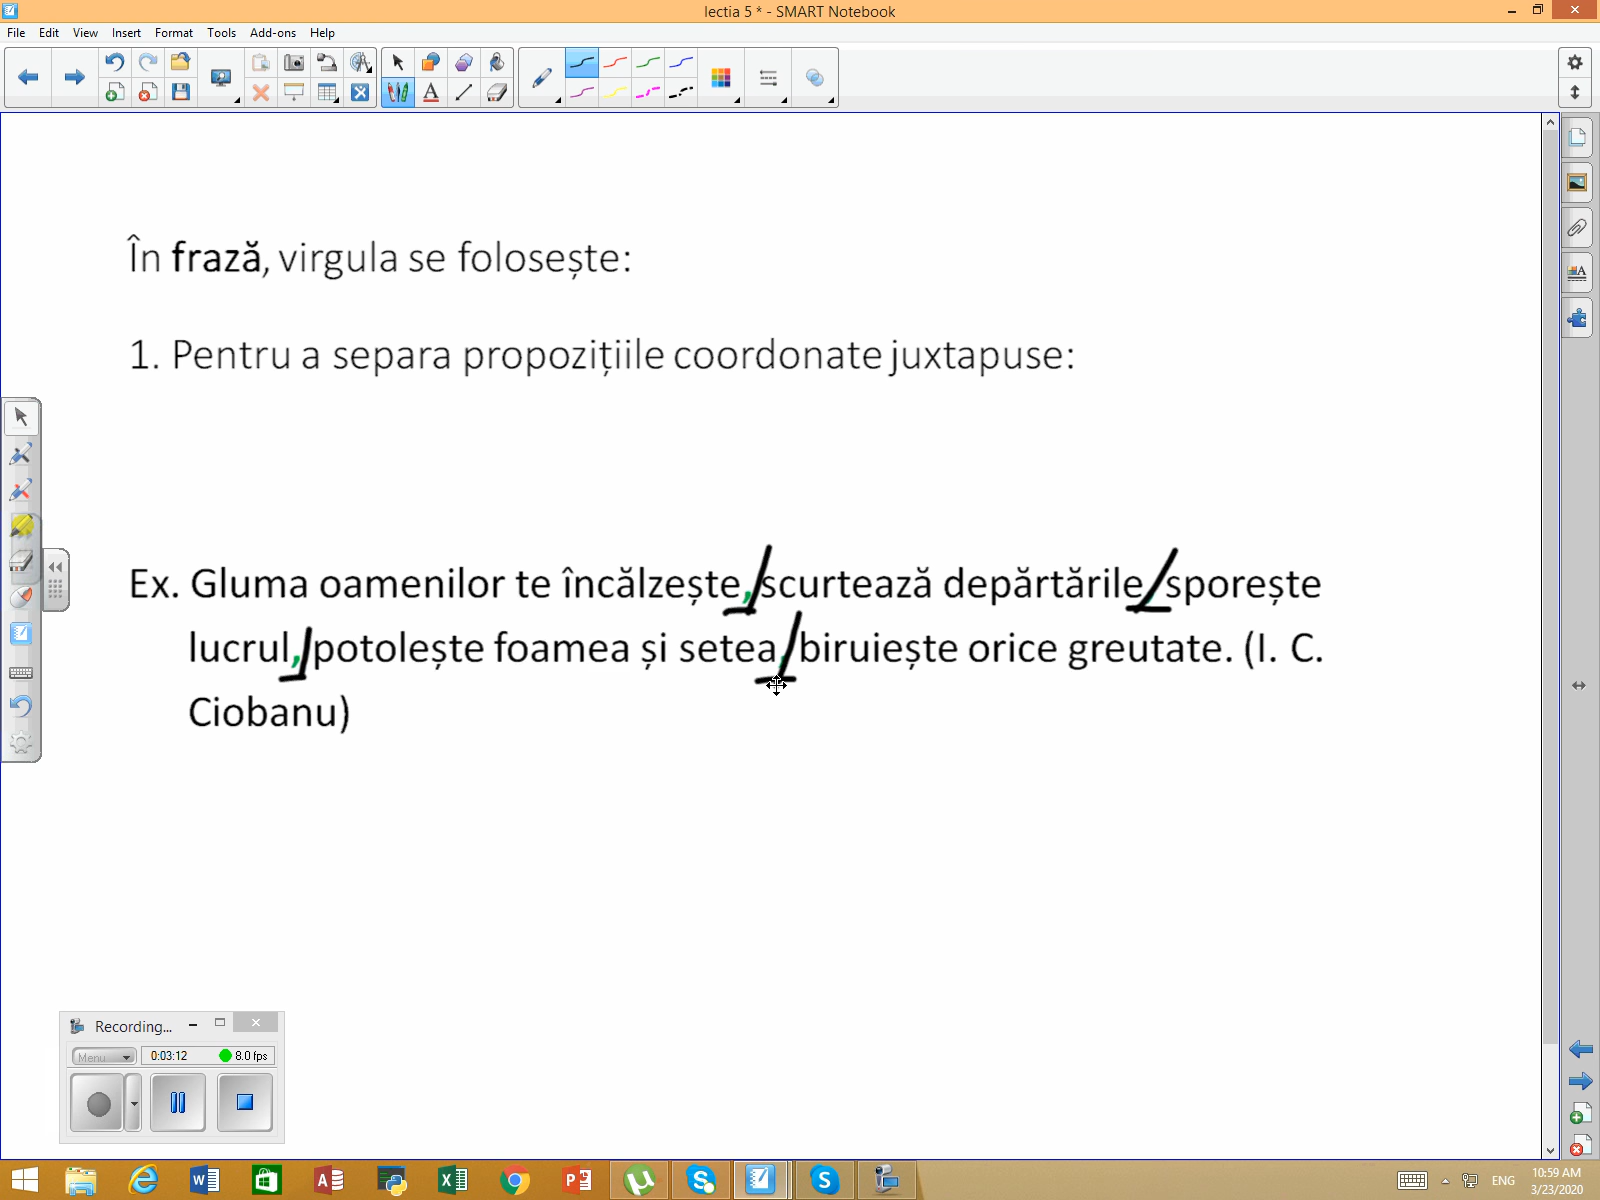 lectia 5 * - SMART Notebook
File Edit View Insert Format Tools Add-ons Help
În frază, virgula se folosește:
1. Pentru a separa propozițiile coordonate juxtapuse:
Ex. Gluma oamenilor te încălzește, scurtează depărtările, sporește
lucrul, potolește foamea și setea, biruiește orice greutate. (I. C.
Ciobanu)
Recording...
Menu 0:03:12 8.0 fps
ENG
10:59 AM
3/23/2020